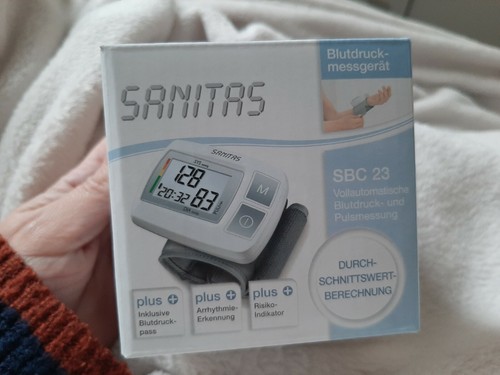 Blutdruck-
messgerät
SANITAS
SBC 23
Vollautomatische
Blutdruck- und
Pulsmessung
SANITAS
128
20:32 83
M
DURCH-
SCHNITTSWERT-
BERECHNUNG
plus +
Inklusive
Blutdruck-
pass
plus +
Arrhythmie-
Erkennung
plus +
Risiko-
Indikator